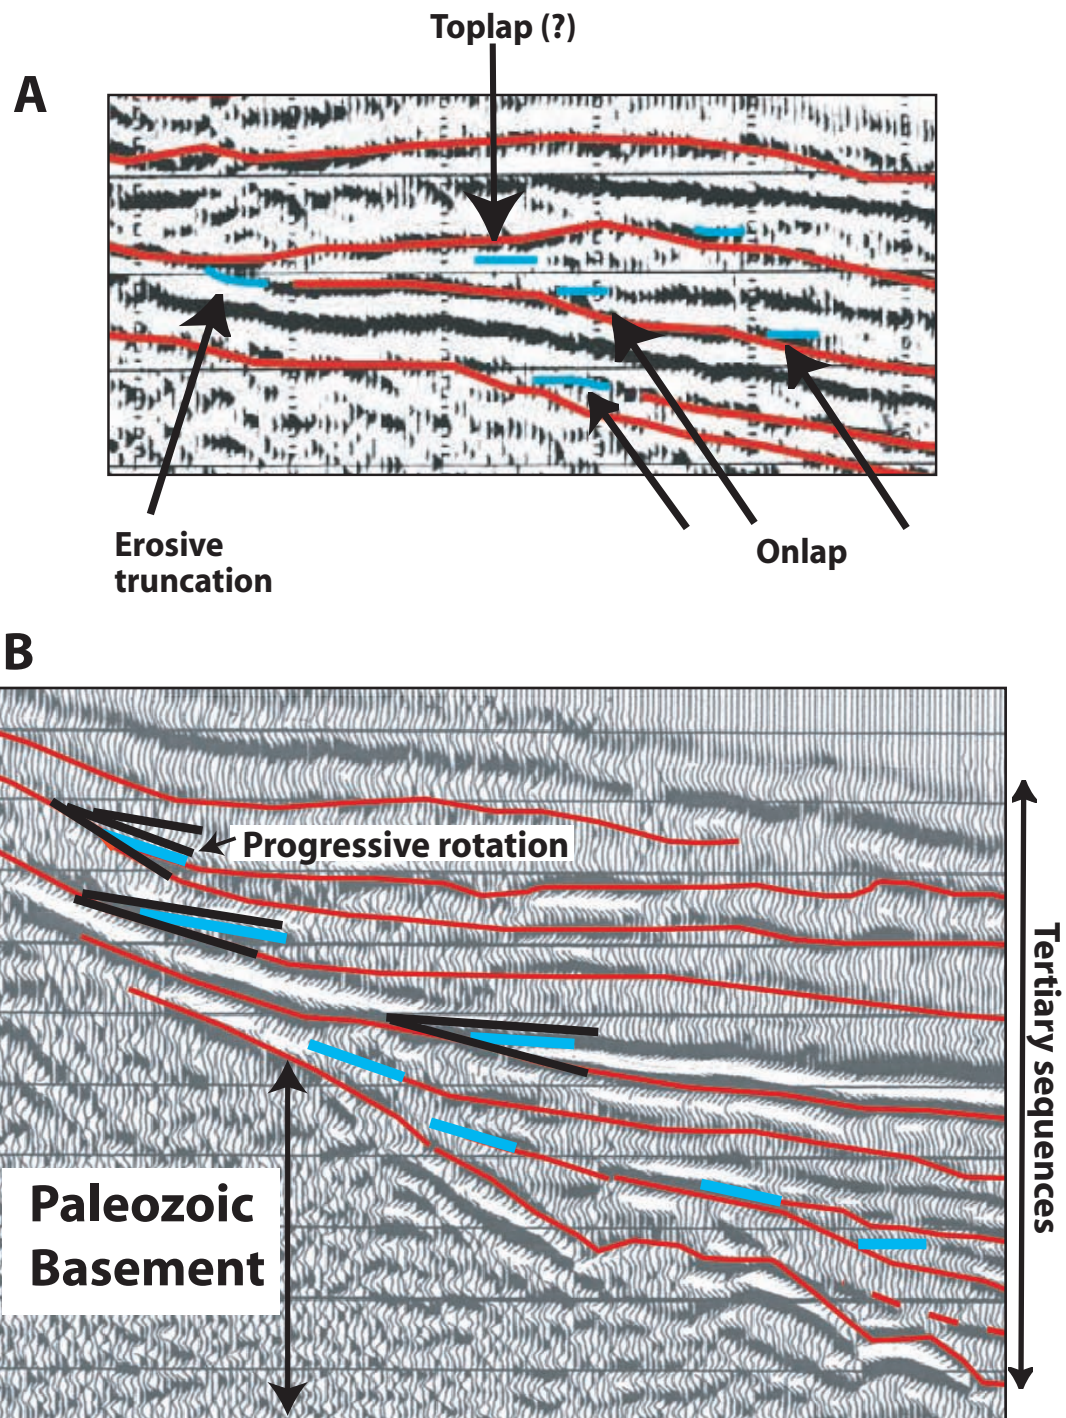 Toplap (?)
A
Erosive
truncation
Onlap
B
Progressive rotation
Tertiary sequences
Paleozoic
Basement